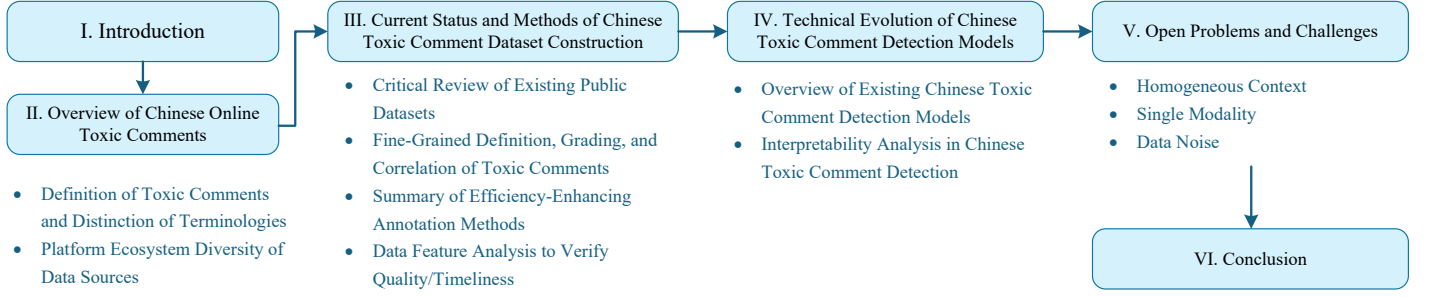 I. Introduction
II. Overview of Chinese Online
Toxic Comments
• Definition of Toxic Comments
and Distinction of Terminologies
• Platform Ecosystem Diversity of
Data Sources
III. Current Status and Methods of Chinese
Toxic Comment Dataset Construction
• Critical Review of Existing Public
Datasets
• Fine-Grained Definition, Grading, and
Correlation of Toxic Comments
• Summary of Efficiency-Enhancing
Annotation Methods
• Data Feature Analysis to Verify
Quality/Timeliness
IV. Technical Evolution of Chinese
Toxic Comment Detection Models
• Overview of Existing Chinese Toxic
Comment Detection Models
• Interpretability Analysis in Chinese
Toxic Comment Detection
V. Open Problems and Challenges
• Homogeneous Context
• Single Modality
• Data Noise
VI. Conclusion